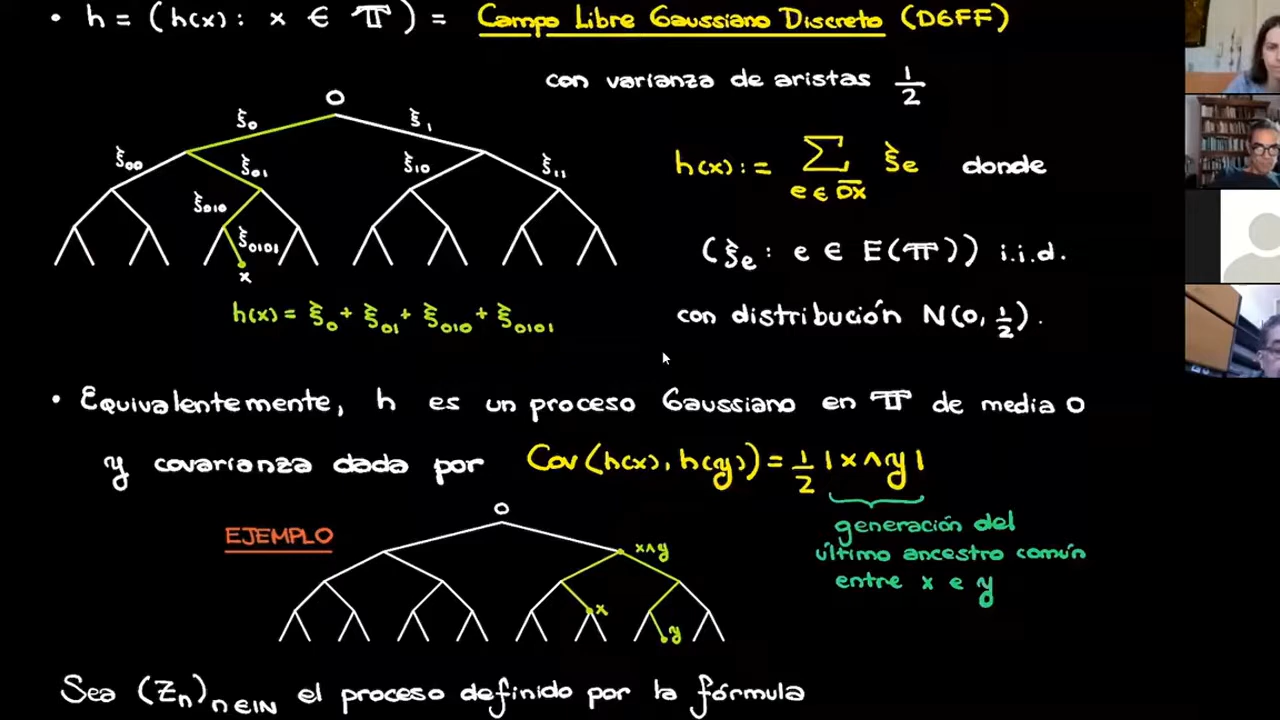 • h = (h(x): x ∈ 𝕋) = Campo Libre Gaussiano Discreto (DGFF)
con varianza de aristas 1/2
0
ξ₀ ξ₁
ξ₀₀ ξ₀₁ ξ₁₀ ξ₁₁
ξ₀₁₀
ξ₀₁₀₁
x
h(x) = ξ₀ + ξ₀₁ + ξ₀₁₀ + ξ₀₁₀₁
h(x) := ∑_{e ∈ \overline{0x}} ξₑ donde
(ξₑ : e ∈ E(𝕋)) i.i.d.
con distribución N(0, 1/2).
• Equivalentemente, h es un proceso Gaussiano en 𝕋 de media 0
y covarianza dada por Cov(h(x), h(y)) = 1/2 |x∧y|
generación del
último ancestro común
entre x e y
EJEMPLO
0
x∧y
x
y
Sea (Zₙ)ₙ∈ℕ el proceso definido por la fórmula